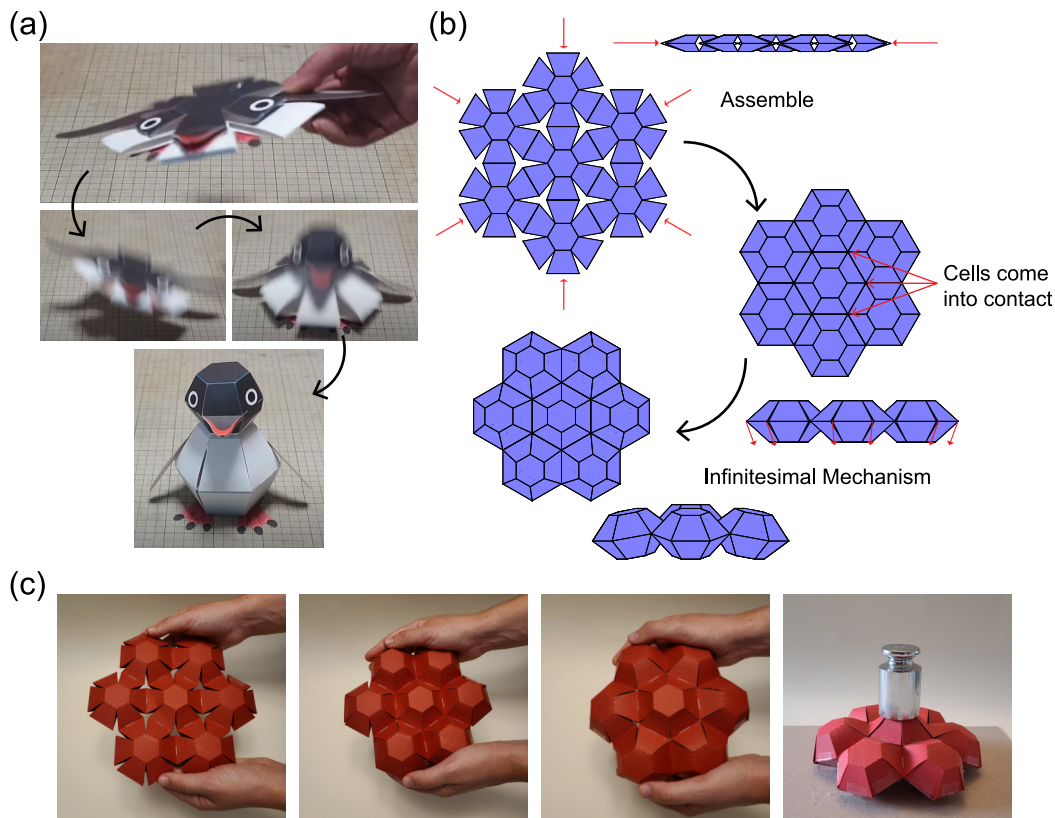 (a)
(b)
Assemble
Cells come
into contact
Infinitesimal Mechanism
(c)